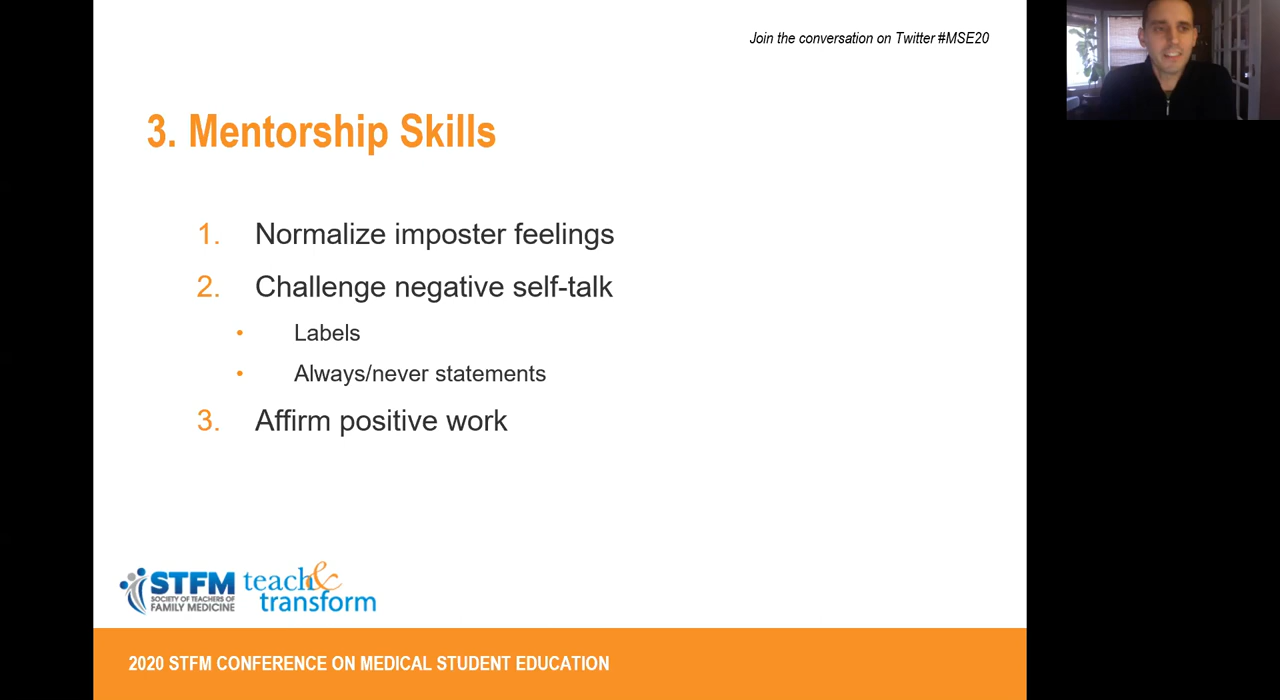 Join the conversation on Twitter #MSE20
3. Mentorship Skills
1. Normalize imposter feelings
2. Challenge negative self-talk
• Labels
• Always/never statements
3. Affirm positive work
STFM
SOCIETY OF TEACHERS OF
FAMILY MEDICINE
teach&
transform
2020 STFM CONFERENCE ON MEDICAL STUDENT EDUCATION